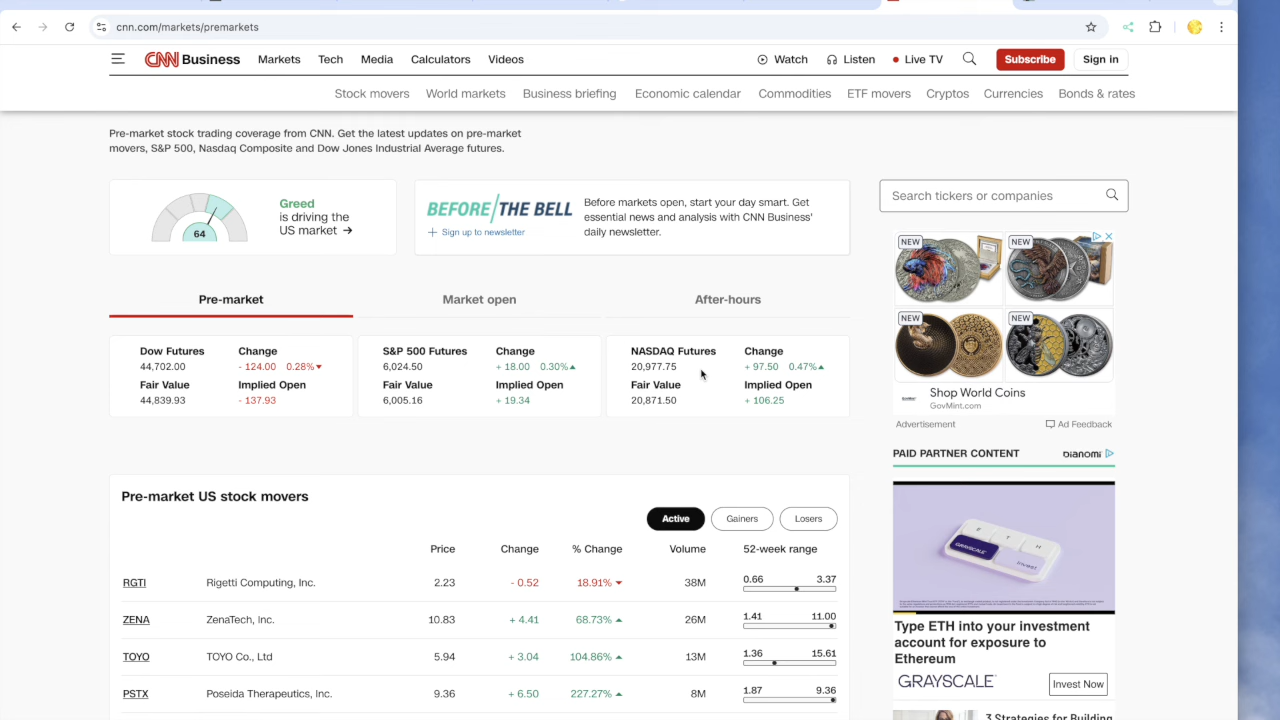 cnn.com/markets/premarkets
CNN Business
Markets
Tech
Media
Calculators
Videos
Watch
Listen
Live TV
Subscribe
Sign in
Stock movers
World markets
Business briefing
Economic calendar
Commodities
ETF movers
Cryptos
Currencies
Bonds & rates
Pre-market stock trading coverage from CNN. Get the latest updates on pre-market
movers, S&P 500, Nasdaq Composite and Dow Jones Industrial Average futures.
64
Greed
is driving the
US market →
BEFORE/THE BELL
+ Sign up to newsletter
Before markets open, start your day smart. Get
essential news and analysis with CNN Business'
daily newsletter.
Search tickers or companies
Pre-market
Market open
After-hours
Dow Futures Change
44,702.00 - 124.00 0.28%
Fair Value Implied Open
44,839.93 - 137.93
S&P 500 Futures Change
6,024.50 + 18.00 0.30%
Fair Value Implied Open
6,005.16 + 19.34
NASDAQ Futures Change
20,977.75 + 97.50 0.47%
Fair Value Implied Open
20,871.50 + 106.25
Pre-market US stock movers
Active
Gainers
Losers
Price Change % Change Volume 52-week range
RGTI Rigetti Computing, Inc. 2.23 - 0.52 18.91% 38M 0.66 3.37
ZENA ZenaTech, Inc. 10.83 + 4.41 68.73% 26M 1.41 11.00
TOYO TOYO Co., Ltd 5.94 + 3.04 104.86% 13M 1.36 15.61
PSTX Poseida Therapeutics, Inc. 9.36 + 6.50 227.27% 8M 1.87 9.36
NEW
NEW
NEW
NEW
Shop World Coins
GovMint.com
Advertisement
Ad Feedback
PAID PARTNER CONTENT
dianomi
E T H
GRAYSCALE
Invest
Type ETH into your investment
account for exposure to
Ethereum
GRAYSCALE
Invest Now
3 Strategies for Building